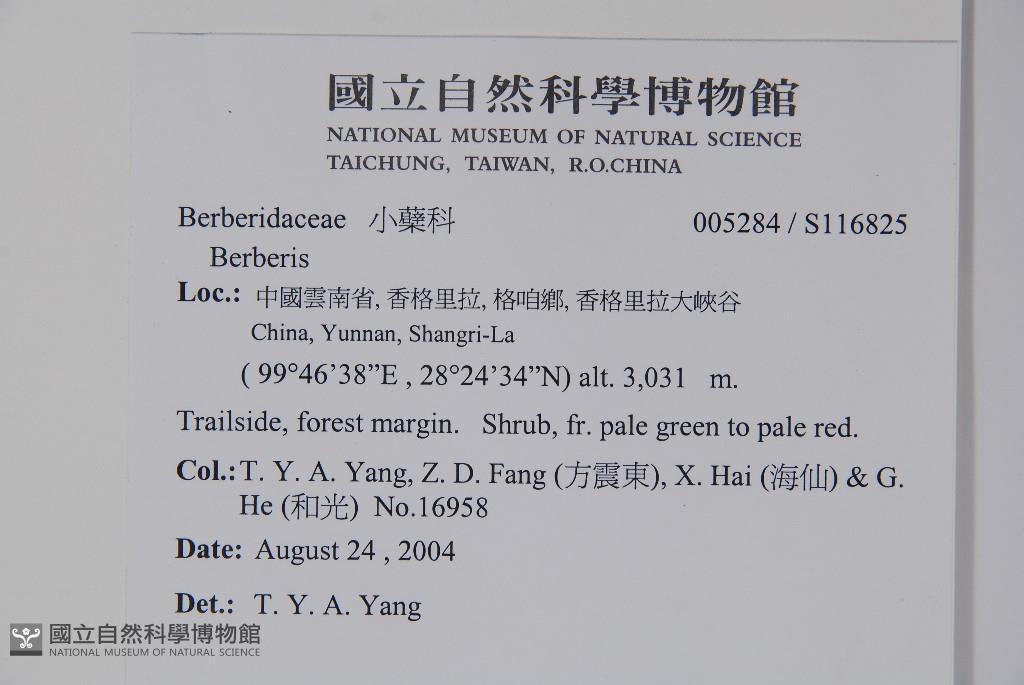 國立自然科學博物館
NATIONAL MUSEUM OF NATURAL SCIENCE
TAICHUNG, TAIWAN, R.O.CHINA
Berberidaceae 小蘗科 005284 / S116825
Berberis
Loc.: 中國雲南省, 香格里拉, 格咱鄉, 香格里拉大峽谷
China, Yunnan, Shangri-La
( 99°46’38”E , 28°24’34”N) alt. 3,031 m.
Trailside, forest margin. Shrub, fr. pale green to pale red.
Col.: T. Y. A. Yang, Z. D. Fang (方震東), X. Hai (海仙) & G.
He (和光) No.16958
Date: August 24 , 2004
Det.: T. Y. A. Yang
國立自然科學博物館
NATIONAL MUSEUM OF NATURAL SCIENCE